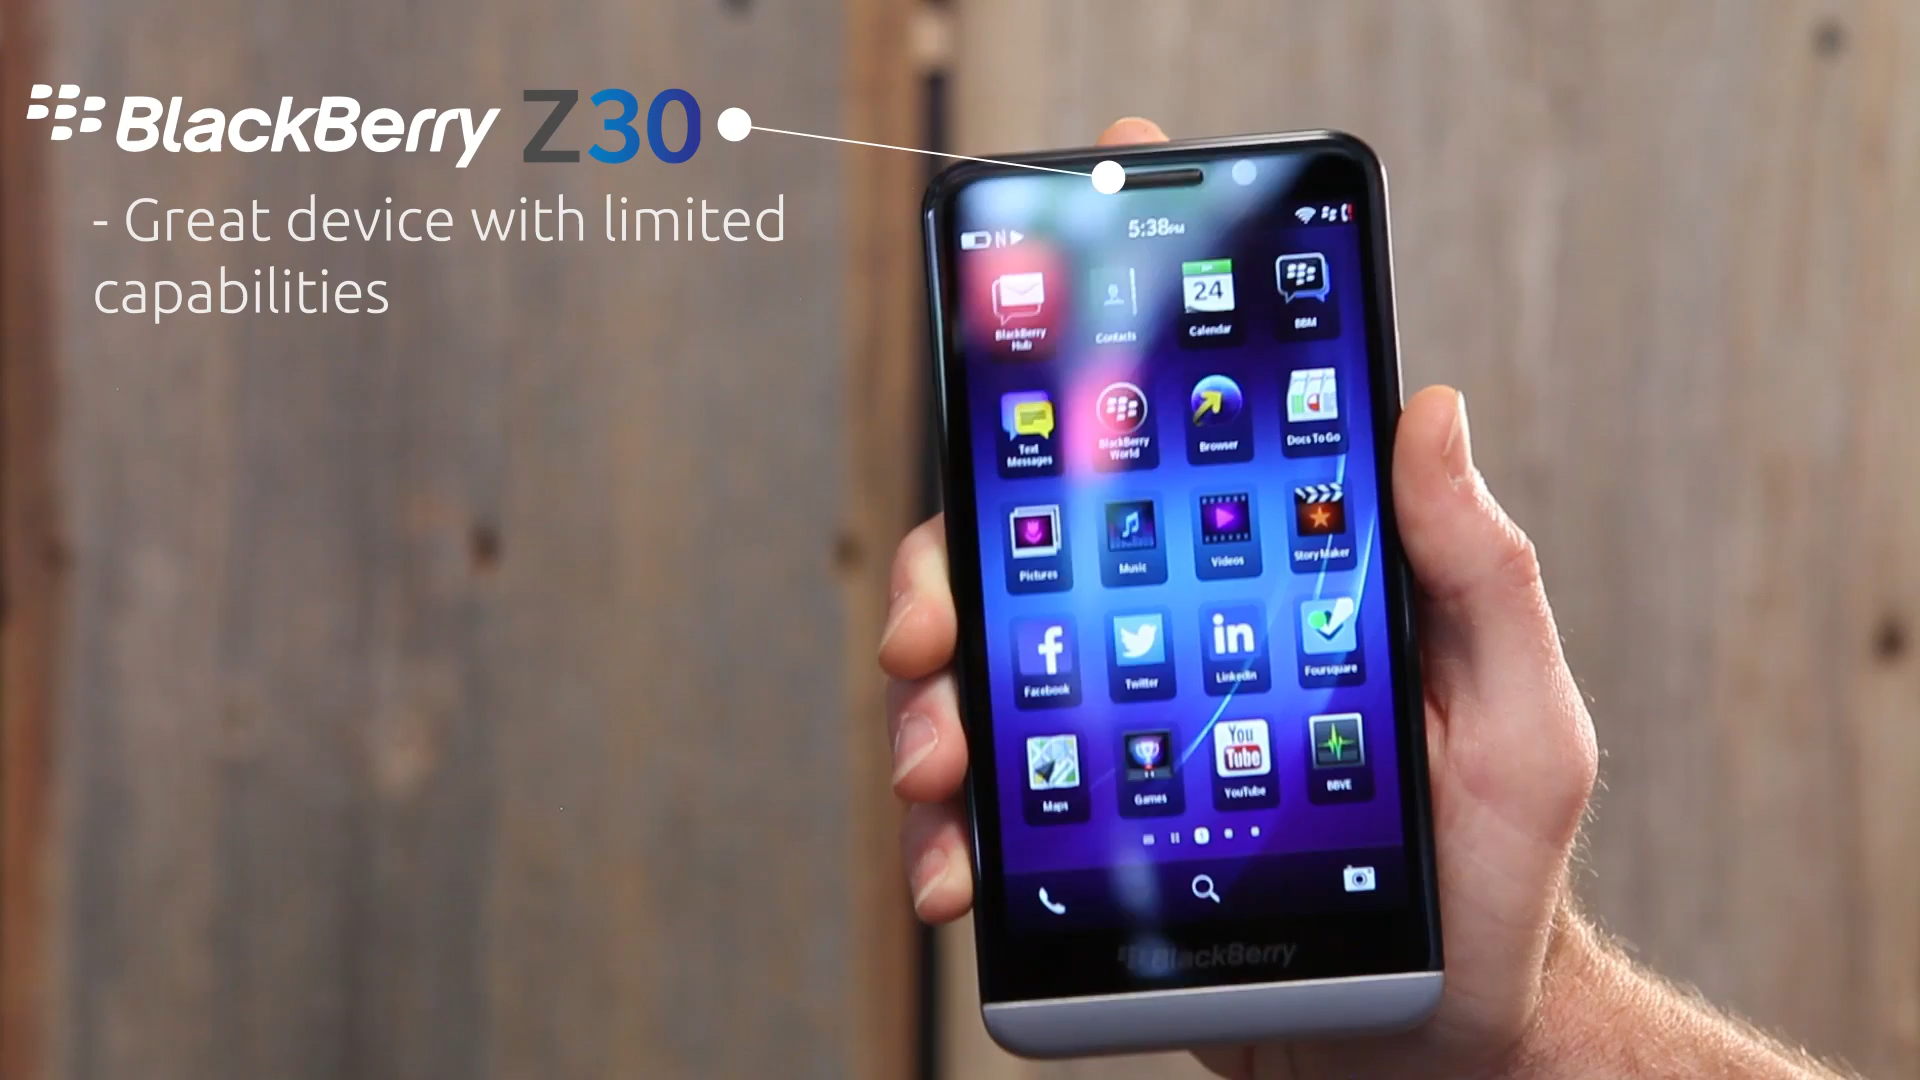 BlackBerry Z30
- Great device with limited
capabilities
5:38PM
BlackBerry
Hub
Contacts
24
Calendar
BBM
Text
Messages
BlackBerry
World
Browser
Docs To Go
Pictures
Music
Videos
Story Maker
f
Facebook
Twitter
in
LinkedIn
Foursquare
Maps
Games
You
Tube
YouTube
BBVE
BlackBerry